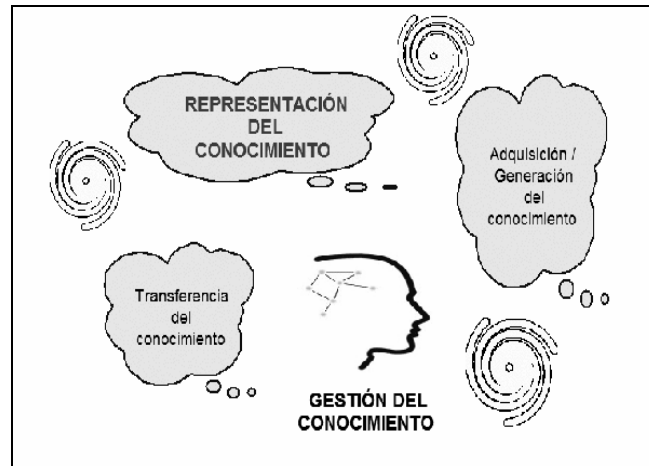 REPRESENTACIÓN
DEL
CONOCIMIENTO
Adquisición /
Generación
del
conocimiento
Transferencia
del
conocimiento
GESTIÓN DEL
CONOCIMIENTO